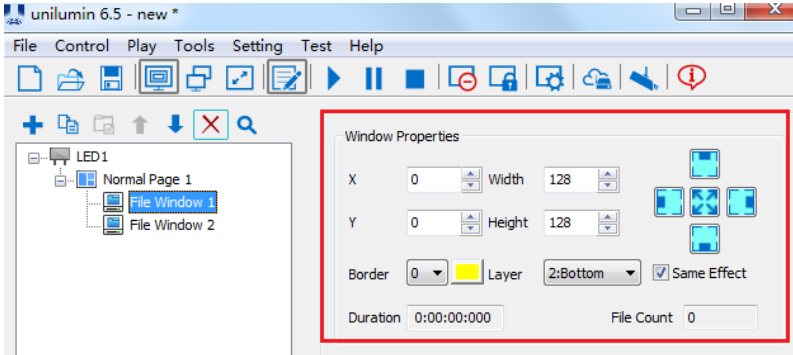 unilumin 6.5 - new *
File Control Play Tools Setting Test Help
LED1
Normal Page 1
File Window 1
File Window 2
Window Properties
X 0 Width 128
Y 0 Height 128
Border 0 Layer 2:Bottom Same Effect
Duration 0:00:00:000 File Count 0